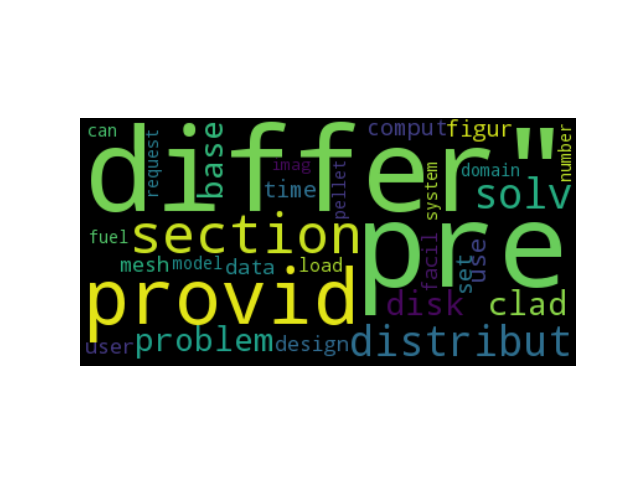 can
request
base
imag
time
pellet
comput
figur
system
domain
number
differ"
solv
fuel
section
pre
facil
set
use
mesh
model
data
load
provid
disk
clad
user
problem
design
distribut